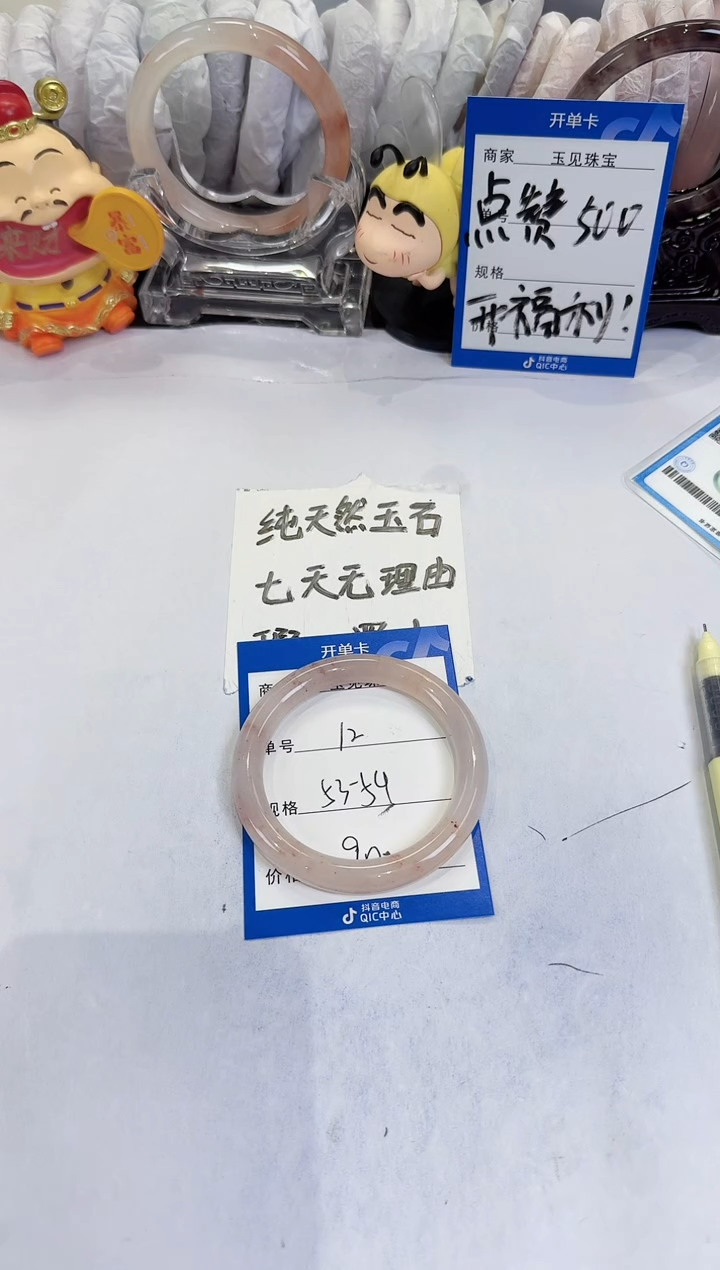 开单卡
商家 玉见珠宝
点赞500
规格
开福利！
抖音电商
QIC中心
暴富
纯天然玉石
七天无理由
开单卡
单号 12
规格 53-54
抖音电商
QIC中心